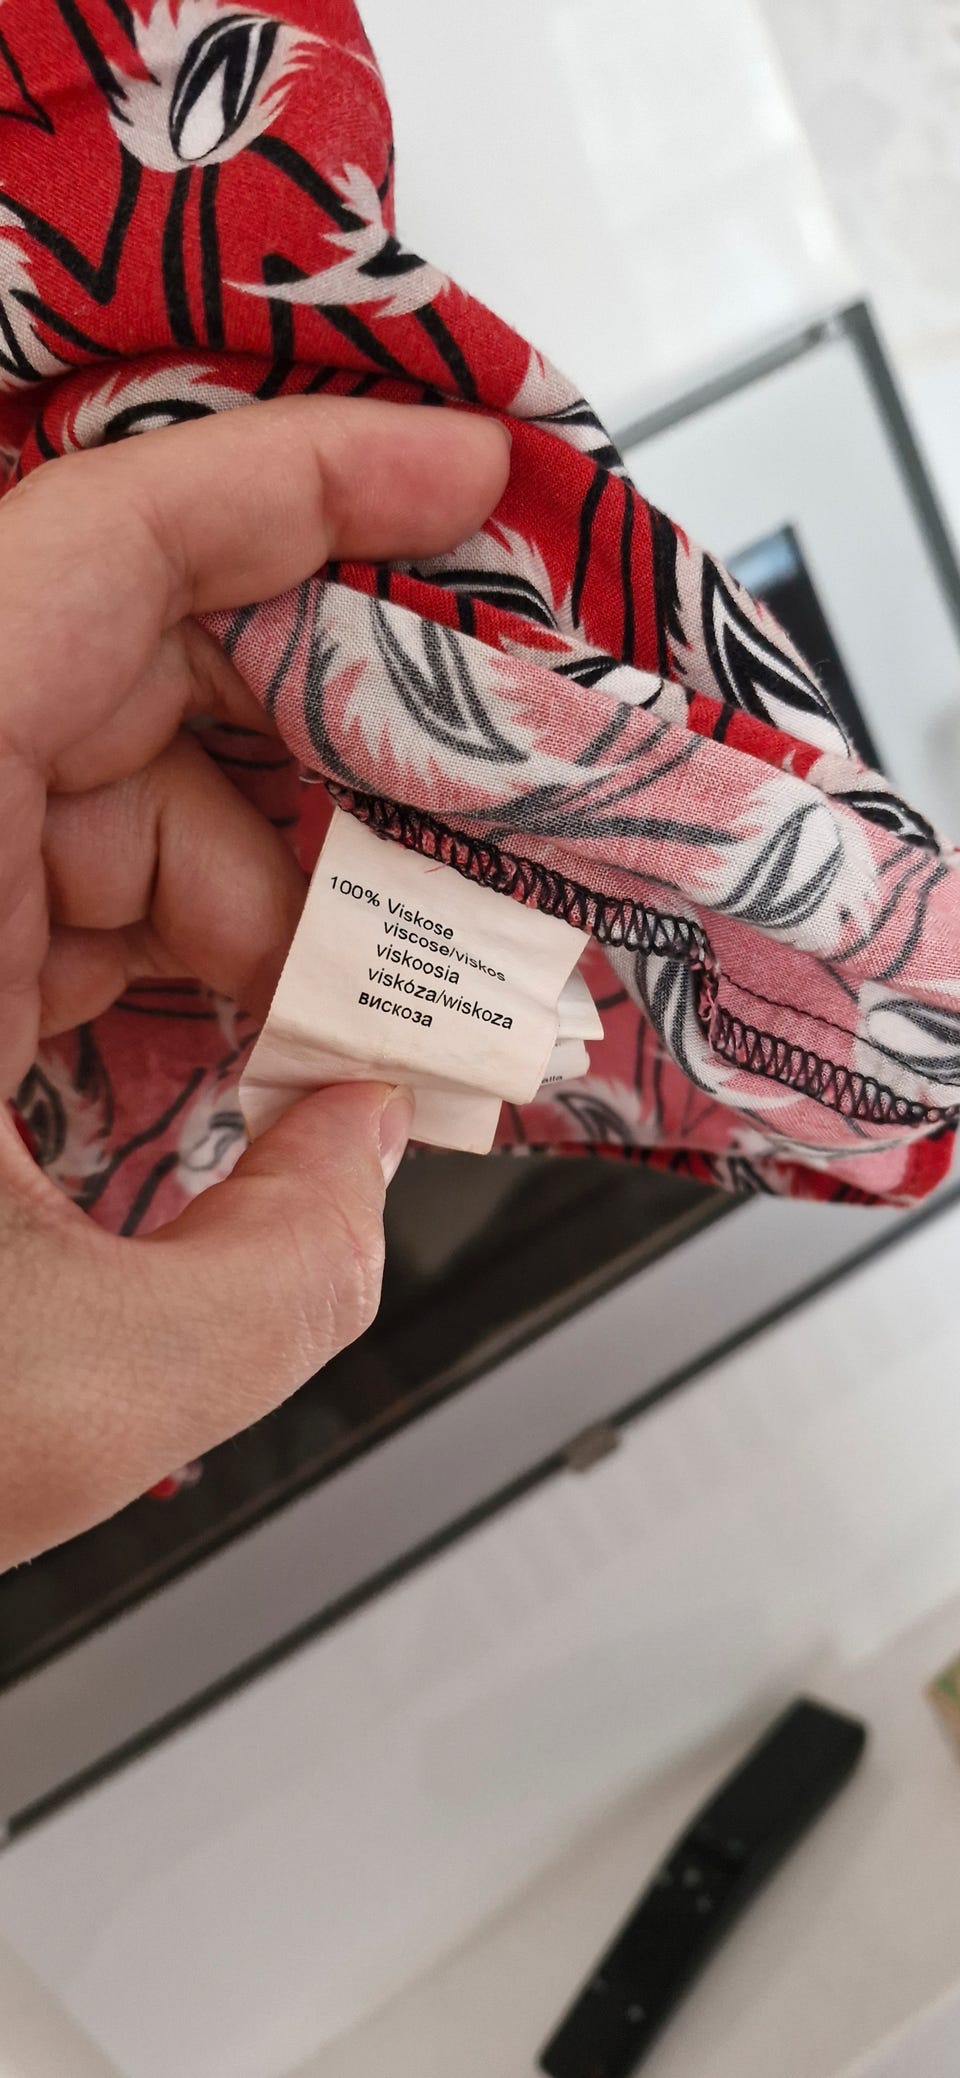 100% Viskose
viscose/viskos
viskoosia
viskóza/wiskoza
вискоза